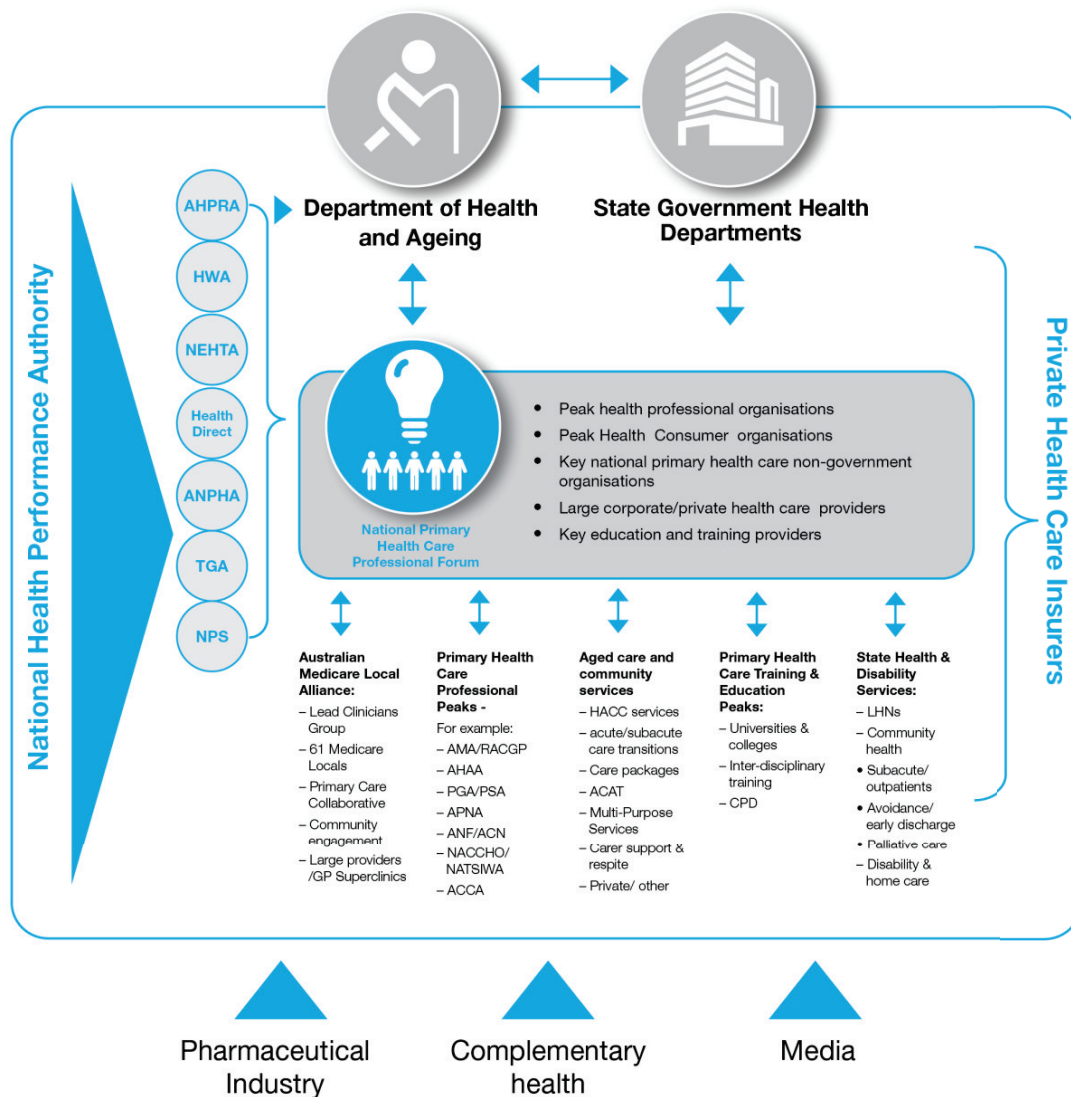 Department of Health
and Ageing
State Government Health
Departments
National Health Performance Authority
AHPRA
HWA
NEHTA
Health
Direct
ANPHA
TGA
NPS
National Primary
Health Care
Professional Forum
• Peak health professional organisations
• Peak Health Consumer organisations
• Key national primary health care non-government
organisations
• Large corporate/private health care providers
• Key education and training providers
Private Health Care Insurers
Australian
Medicare Local
Alliance:
– Lead Clinicians
Group
– 61 Medicare
Locals
– Primary Care
Collaborative
– Community
engagement
– Large providers
/GP Superclinics
Primary Health
Care
Professional
Peaks -
For example:
– AMA/RACGP
– AHAA
– PGA/PSA
– APNA
– ANF/ACN
– NACCHO/
NATSIWA
– ACCA
Aged care and
community
services
– HACC services
– acute/subacute
care transitions
– Care packages
– ACAT
– Multi-Purpose
Services
– Carer support &
respite
– Private/ other
Primary Health
Care Training &
Education
Peaks:
– Universities &
colleges
– Inter-disciplinary
training
– CPD
State Health &
Disability
Services:
– LHNs
– Community
health
• Subacute/
outpatients
• Avoidance/
early discharge
• Palliative care
– Disability &
home care
Pharmaceutical
Industry
Complementary
health
Media